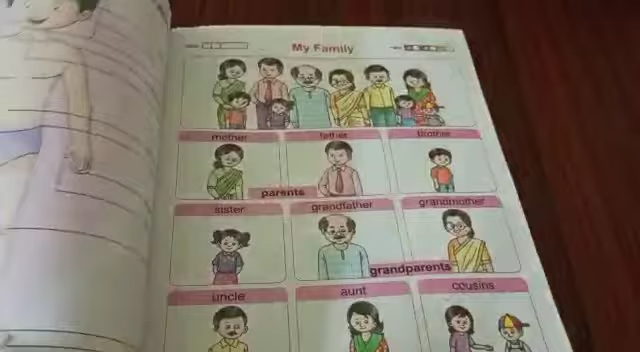 My Family
mother father brother
parents
sister grandfather grandmother
grandparents
uncle aunt cousins